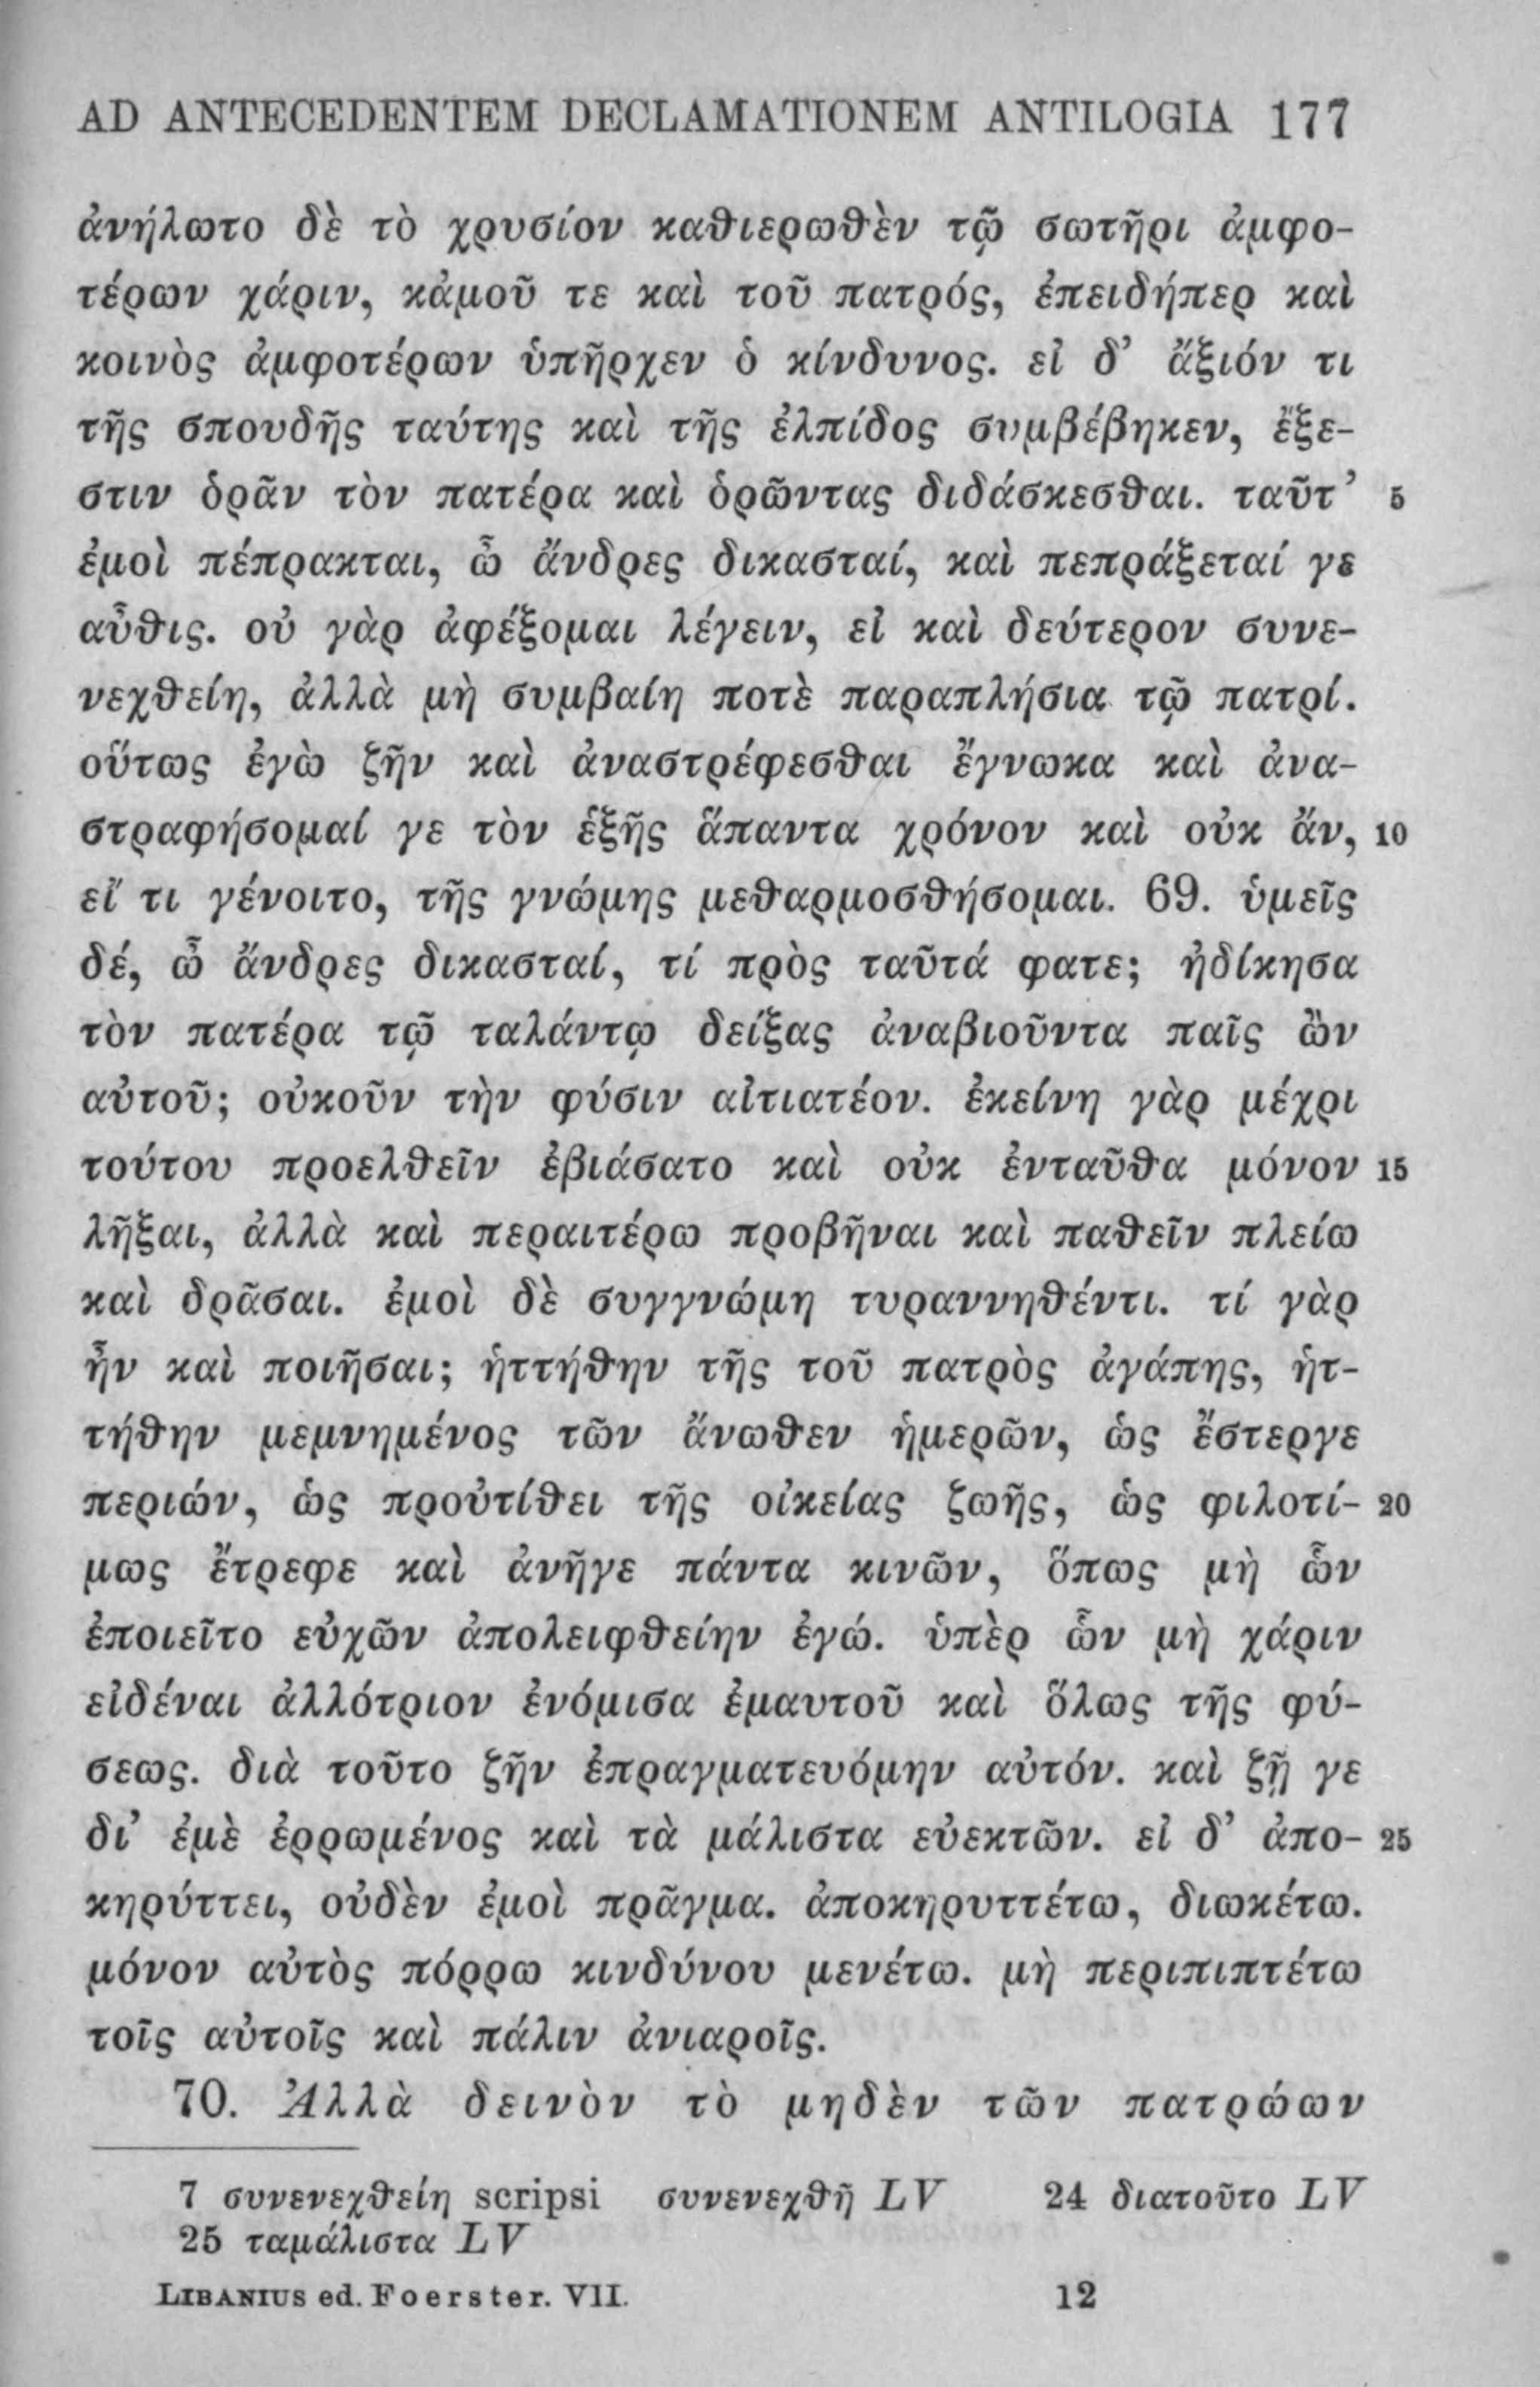 AD ANTECEDENTEM DECLAMATIONEM ANTILOGIA 177
ἀνήλωτο δὲ τὸ χρυσίον καθιερωθὲν τῷ σωτῆρι ἀμφο-
τέρων χάριν, κἀμοῦ τε καὶ τοῦ πατρός, ἐπειδήπερ καὶ
κοινὸς ἀμφοτέρων ὑπῆρχεν ὁ κίνδυνος. εἰ δ’ ἄξιόν τι
τῆς σπουδῆς ταύτης καὶ τῆς ἐλπίδος συμβέβηκεν, ἔξε-
στιν ὁρᾶν τὸν πατέρα καὶ ὁρῶντας διδάσκεσθαι. ταῦτ’ 5
ἐμοὶ πέπρακται, ὦ ἄνδρες δικασταί, καὶ πεπράξεταί γε
αὖθις. οὐ γὰρ ἀφέξομαι λέγειν, εἰ καὶ δεύτερον συνε-
νεχθείη, ἀλλὰ μὴ συμβαίη ποτὲ παραπλήσια τῷ πατρί.
οὕτως ἐγὼ ζῆν καὶ ἀναστρέφεσθαι ἔγνωκα καὶ ἀνα-
στραφήσομαί γε τὸν ἑξῆς ἅπαντα χρόνον καὶ οὐκ ἄν, 10
εἴ τι γένοιτο, τῆς γνώμης μεθαρμοσθήσομαι. 69. ὑμεῖς
δέ, ὦ ἄνδρες δικασταί, τί πρὸς ταῦτά φατε; ἠδίκησα
τὸν πατέρα τῷ ταλάντῳ δείξας ἀναβιοῦντα παῖς ὢν
αὐτοῦ; οὐκοῦν τὴν φύσιν αἰτιατέον. ἐκείνη γὰρ μέχρι
τούτου προελθεῖν ἐβιάσατο καὶ οὐκ ἐνταῦθα μόνον 15
λῆξαι, ἀλλὰ καὶ περαιτέρω προβῆναι καὶ παθεῖν πλείω
καὶ δρᾶσαι. ἐμοὶ δὲ συγγνώμη τυραννηθέντι. τί γὰρ
ἦν καὶ ποιῆσαι; ἡττήθην τῆς τοῦ πατρὸς ἀγάπης, ἡτ-
τήθην μεμνημένος τῶν ἄνωθεν ἡμερῶν, ὡς ἔστεργε
περιών, ὡς προὐτίθει τῆς οἰκείας ζωῆς, ὡς φιλοτί- 20
μως ἔτρεφε καὶ ἀνῆγε πάντα κινῶν, ὅπως μὴ ὧν
ἐποιεῖτο εὐχῶν ἀπολειφθείην ἐγώ. ὑπὲρ ὧν μὴ χάριν
εἰδέναι ἀλλότριον ἐνόμισα ἐμαυτοῦ καὶ ὅλως τῆς φύ-
σεως. διὰ τοῦτο ζῆν ἐπραγματευόμην αὐτόν. καὶ ζῇ γε
δι’ ἐμὲ ἐρρωμένος καὶ τὰ μάλιστα εὐεκτῶν. εἰ δ’ ἀπο- 25
κηρύττει, οὐδὲν ἐμοὶ πρᾶγμα. ἀποκηρυττέτω, διωκέτω.
μόνον αὐτὸς πόρρω κινδύνου μενέτω. μὴ περιπιπτέτω
τοῖς αὐτοῖς καὶ πάλιν ἀνιαροῖς.
70. Ἀλλὰ δεινὸν τὸ μηδὲν τῶν πατρώων
7 συνενεχθείη scripsi συνενεχθῆ LV 24 διατοῦτο LV
25 ταμάλιστα LV
LIBANIUS ed. Foerster. VII. 12